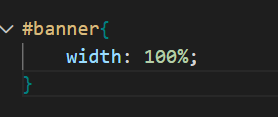 #banner{
    width: 100%;
}